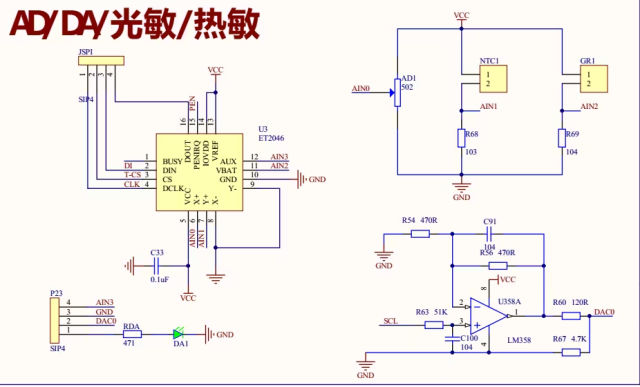 AD/DA/光敏/热敏
JSP1
1 2 3 4
SIP4
VCC
PEN
16 15 14 13
DOUT PENIRQ IOVDD VREF
U3
ET2046
1 BUSY
DI 2 DIN
T-CS 3 CS
CLK 4 DCLK
AUX 12 AIN3
VBAT 11 AIN2
GND 10 GND
Y- 9
VCC X+ Y+ X-
5 6 7 8
AIN0 AIN1
C33
0.1uF
VCC
P23
4 AIN3
3 GND
2 DAC0
1
SIP4
RDA
471
DA1
GND
VCC
AIN0
AD1
502
NTC1
1
2
AIN1
R68
103
GR1
1
2
AIN2
R69
104
GND
R54 470R
GND
C91
104
R56 470R
VCC
8
U358A
2
3
1
4
LM358
SCL
R63 51K
C100
104
R60 120R
DAC0
R67 4.7K
GND